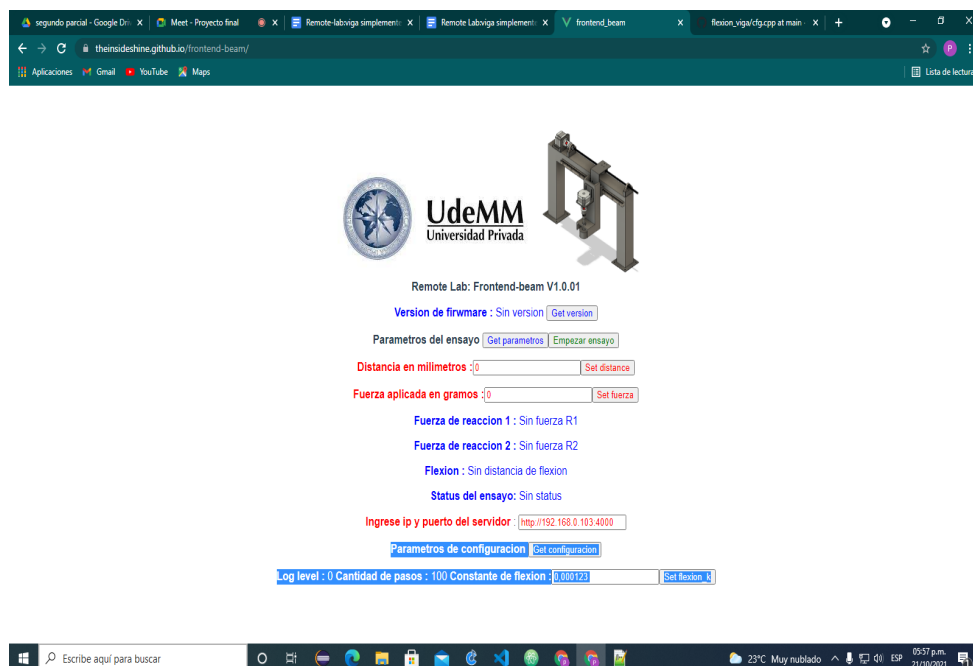 segundo parcial - Google Dri
Meet - Proyecto final
Remote-lab:viga simplemente
Remote Lab:viga simplemente
frontend_beam
flexion_viga/cfg.cpp at main ·
theinsideshine.github.io/frontend-beam/
P
Aplicaciones
Gmail
YouTube
Maps
Lista de lectura
UdeMM
Universidad Privada
Remote Lab: Frontend-beam V1.0.01
Version de firwmare : Sin version Get version
Parametros del ensayo Get parametros Empezar ensayo
Distancia en milimetros : 0 Set distance
Fuerza aplicada en gramos : 0 Set fuerza
Fuerza de reaccion 1 : Sin fuerza R1
Fuerza de reaccion 2 : Sin fuerza R2
Flexion : Sin distancia de flexion
Status del ensayo: Sin status
Ingrese ip y puerto del servidor : http://192.168.0.103:4000
Parametros de configuracion Get configuracion
Log level : 0 Cantidad de pasos : 100 Constante de flexion : 0,000123 Set flexion_k
Escribe aquí para buscar
23°C Muy nublado
ESP
05:57 p.m.
21/10/2021